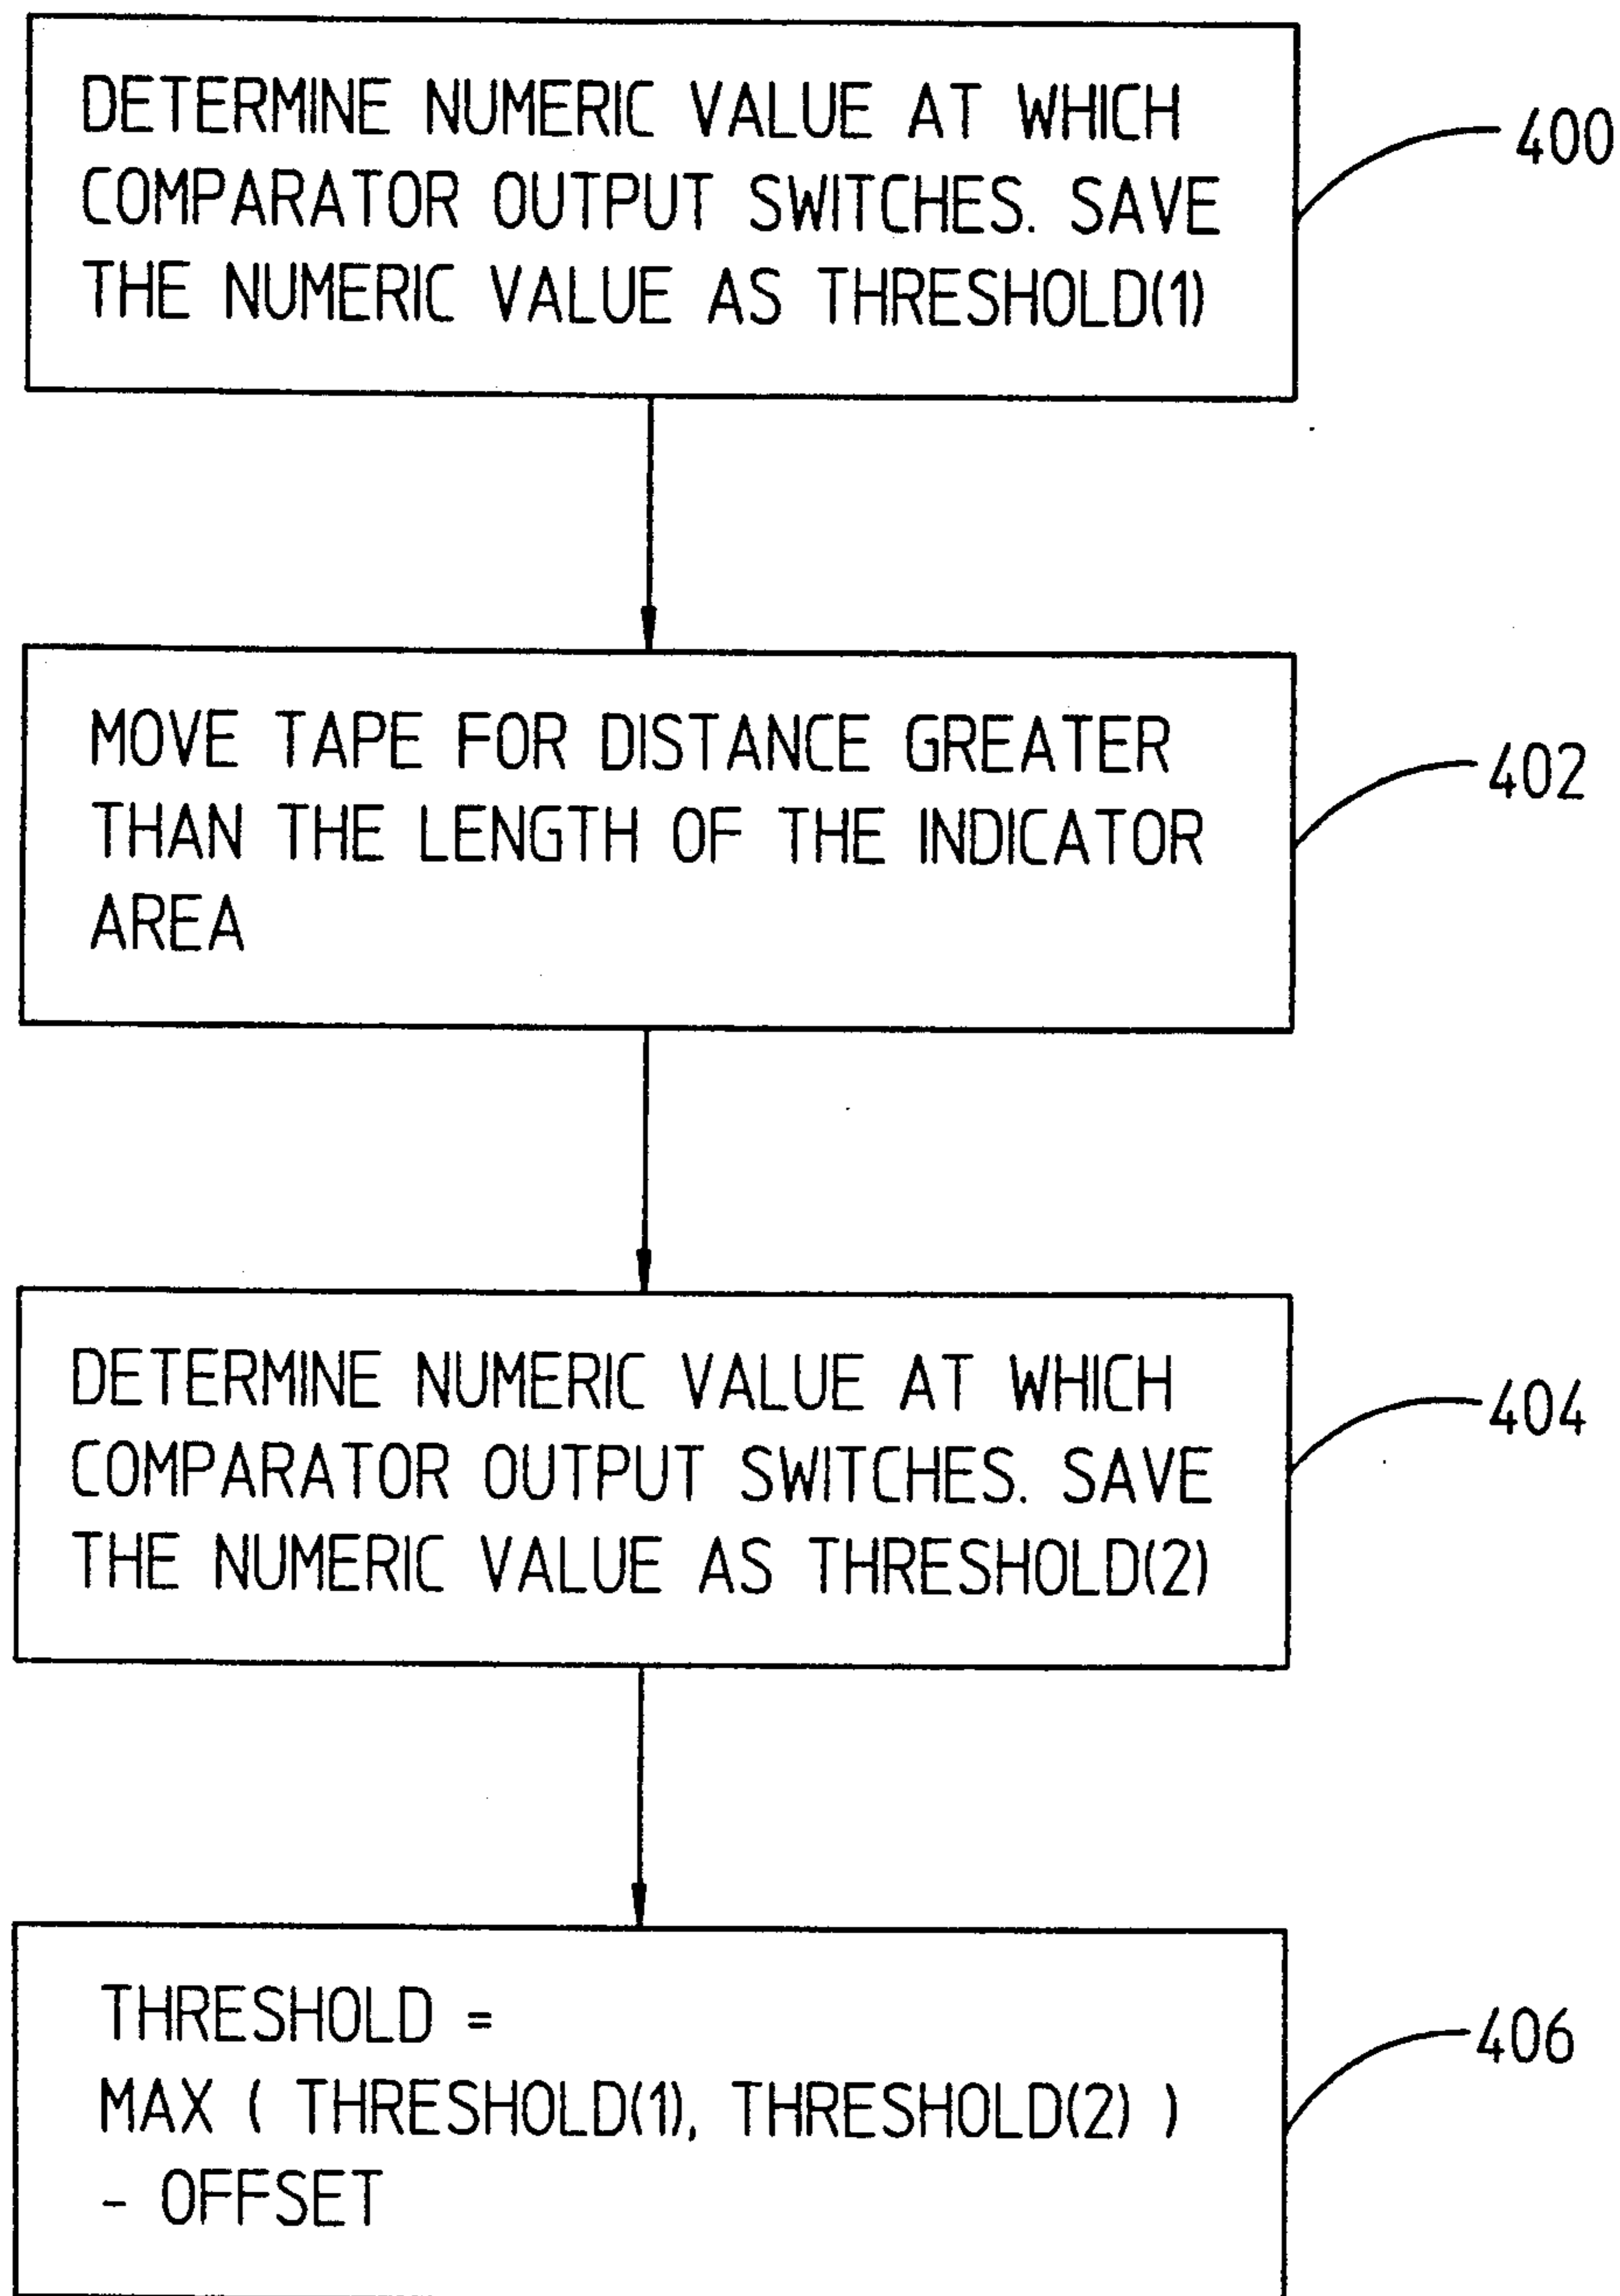 DETERMINE NUMERIC VALUE AT WHICH
COMPARATOR OUTPUT SWITCHES. SAVE
THE NUMERIC VALUE AS THRESHOLD(1)
400
MOVE TAPE FOR DISTANCE GREATER
THAN THE LENGTH OF THE INDICATOR
AREA
402
DETERMINE NUMERIC VALUE AT WHICH
COMPARATOR OUTPUT SWITCHES. SAVE
THE NUMERIC VALUE AS THRESHOLD(2)
404
THRESHOLD =
MAX ( THRESHOLD(1), THRESHOLD(2) )
- OFFSET
406